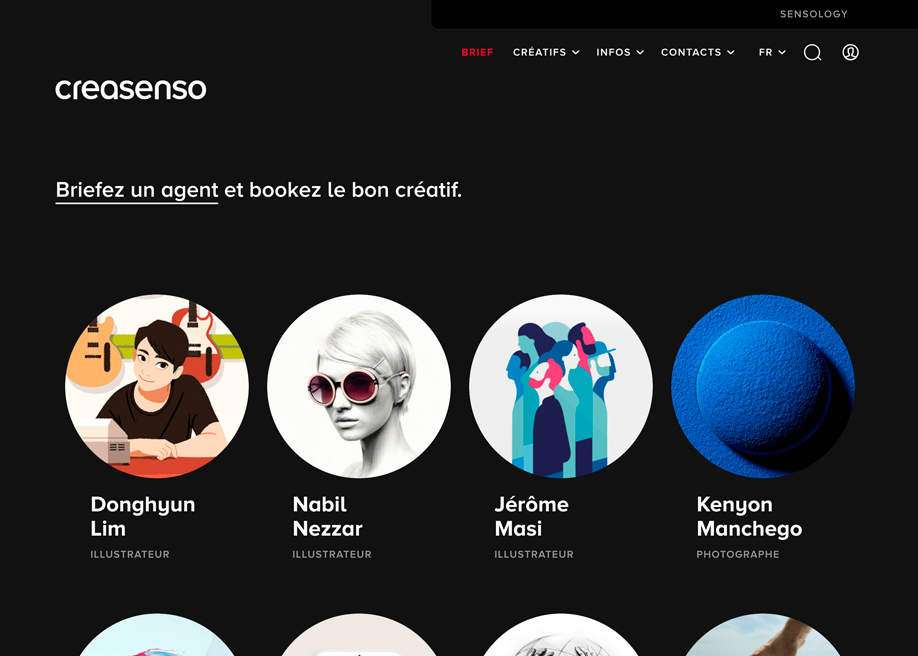 SENSOLOGY
BRIEF CRÉATIFS INFOS CONTACTS FR
creasenso
Briefez un agent et bookez le bon créatif.
Donghyun
Lim
ILLUSTRATEUR
Nabil
Nezzar
ILLUSTRATEUR
Jérôme
Masi
ILLUSTRATEUR
Kenyon
Manchego
PHOTOGRAPHE